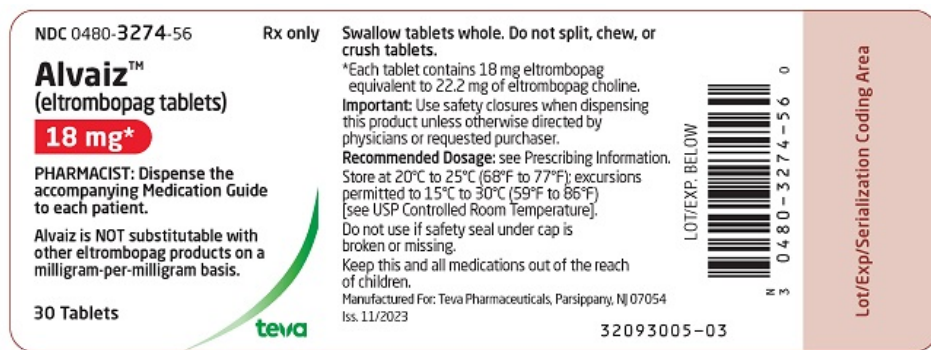 NDC 0480-3274-56 Rx only
Alvaiz™
(eltrombopag tablets)
18 mg*
PHARMACIST: Dispense the
accompanying Medication Guide
to each patient.
Alvaiz is NOT substitutable with
other eltrombopag products on a
milligram-per-milligram basis.
30 Tablets
teva
Swallow tablets whole. Do not split, chew, or
crush tablets.
*Each tablet contains 18 mg eltrombopag
equivalent to 22.2 mg of eltrombopag choline.
Important: Use safety closures when dispensing
this product unless otherwise directed by
physicians or requested purchaser.
Recommended Dosage: see Prescribing Information.
Store at 20°C to 25°C (68°F to 77°F); excursions
permitted to 15°C to 30°C (59°F to 86°F)
[see USP Controlled Room Temperature].
Do not use if safety seal under cap is
broken or missing.
Keep this and all medications out of the reach
of children.
Manufactured For: Teva Pharmaceuticals, Parsippany, NJ 07054
Iss. 11/2023
32093005-03
LOT/EXP. BELOW
N
3 0480-3274-56 0
Lot/Exp/Serialization Coding Area